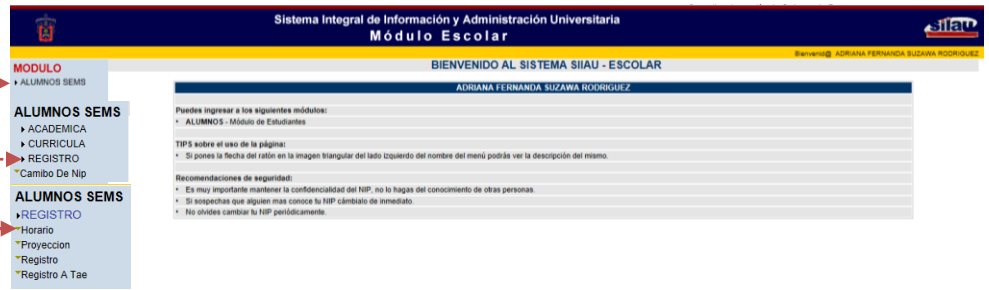 Sistema Integral de Información y Administración Universitaria
Módulo Escolar
siiau
Bienvenid@ ADRIANA FERNANDA SUZAWA RODRIGUEZ
MODULO
ALUMNOS SEMS
ALUMNOS SEMS
ACADEMICA
CURRICULA
REGISTRO
Camibo De Nip
ALUMNOS SEMS
REGISTRO
Horario
Proyeccion
Registro
Registro A Tae
BIENVENIDO AL SISTEMA SIIAU - ESCOLAR
ADRIANA FERNANDA SUZAWA RODRIGUEZ
Puedes ingresar a los siguientes módulos:
• ALUMNOS - Módulo de Estudiantes
TIPS sobre el uso de la página:
• Si pones la flecha del ratón en la imagen triangular del lado izquierdo del nombre del menú podrás ver la descripción del mismo.
Recomendaciones de seguridad:
• Es muy importante mantener la confidencialidad del NIP, no lo hagas del conocimiento de otras personas.
• Si sospechas que alguien mas conoce tu NIP cámbialo de inmediato.
• No olvides cambiar tu NIP periódicamente.